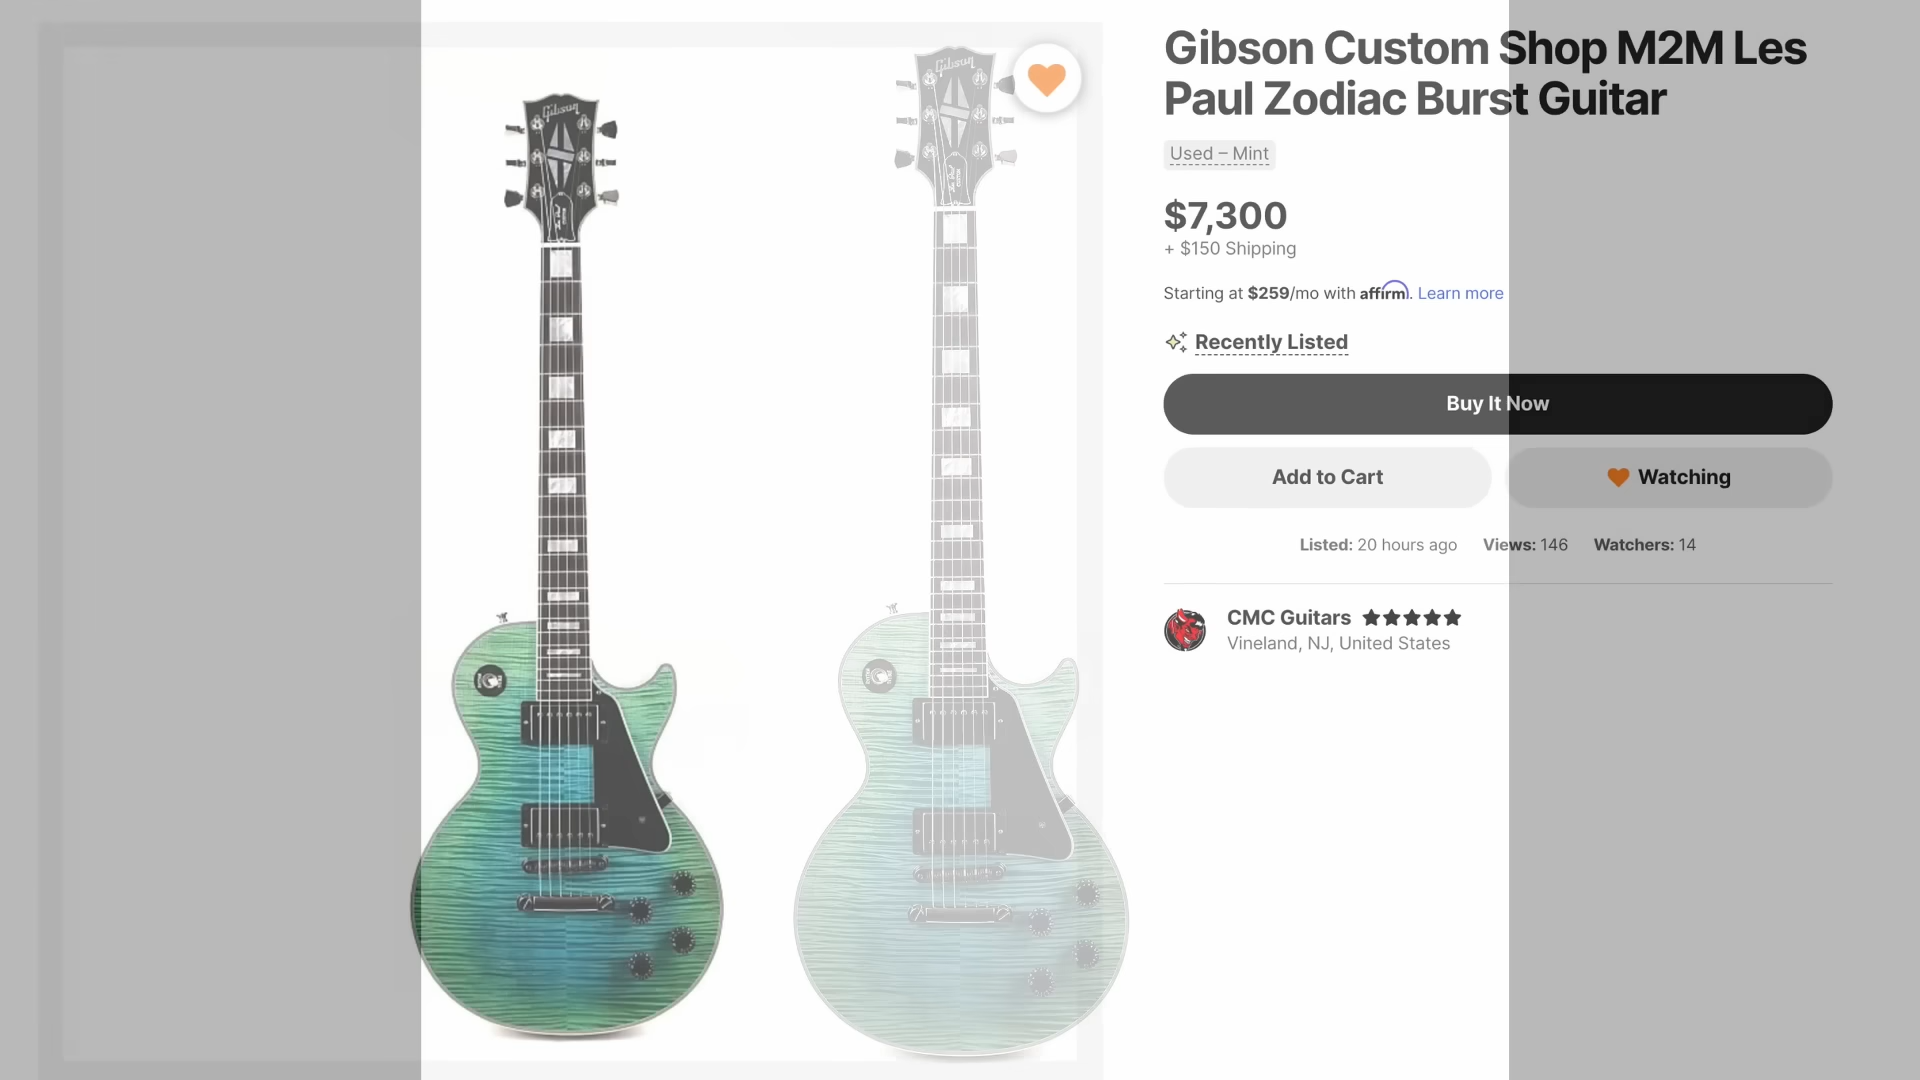 Gibson
Gibson
Gibson Custom Shop M2M Les
Paul Zodiac Burst Guitar
Used – Mint
$7,300
+ $150 Shipping
Starting at $259/mo with affirm. Learn more
Recently Listed
Buy It Now
Add to Cart
Watching
Listed: 20 hours ago Views: 146 Watchers: 14
CMC Guitars
Vineland, NJ, United States